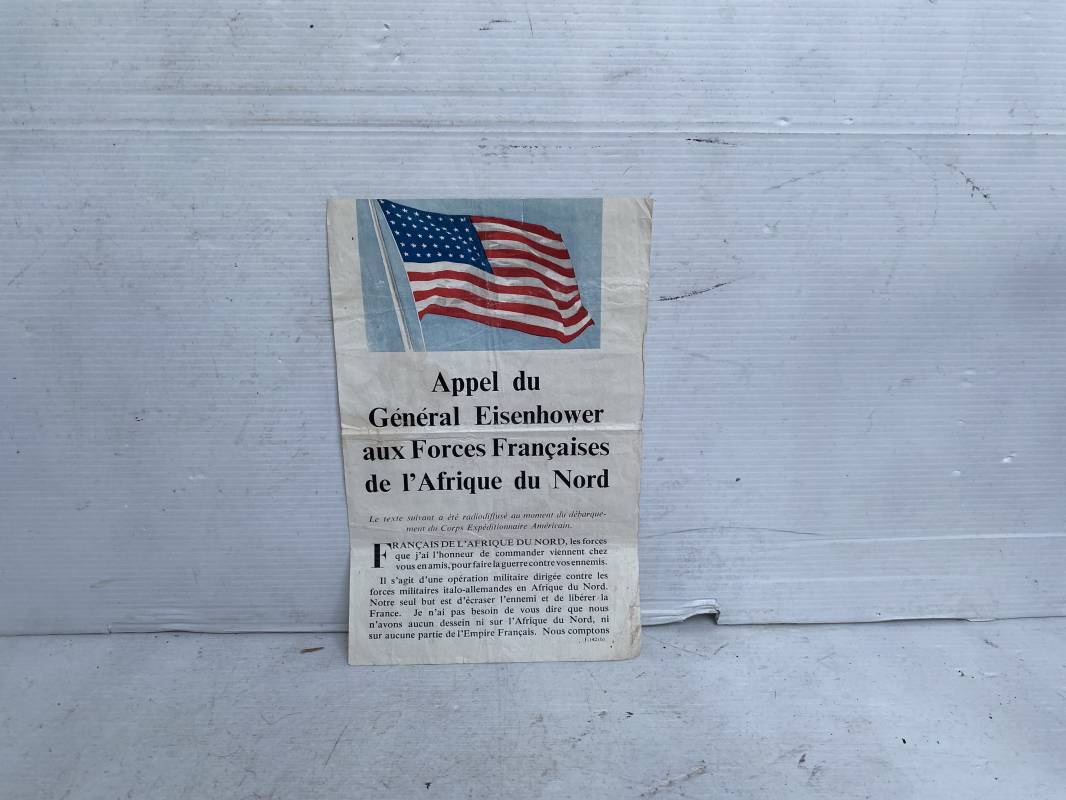 Appel du
Général Eisenhower
aux Forces Françaises
de l'Afrique du Nord
Le texte suivant a été radiodiffusé au moment du débarque-
ment du Corps Expéditionnaire Américain.
FRANÇAIS DE L'AFRIQUE DU NORD, les forces
que j'ai l'honneur de commander viennent chez
vous en amis, pour faire la guerre contre vos ennemis.
Il s'agit d'une opération militaire dirigée contre les
forces militaires italo-allemandes en Afrique du Nord.
Notre seul but est d'écraser l'ennemi et de libérer la
France. Je n'ai pas besoin de vous dire que nous
n'avons aucun dessein ni sur l'Afrique du Nord, ni
sur aucune partie de l'Empire Français. Nous comptons